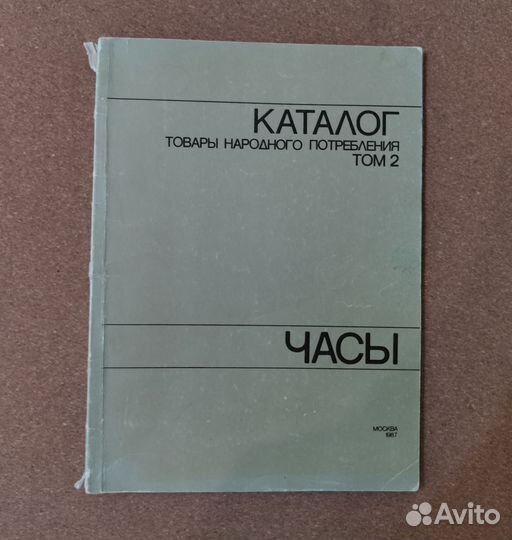 КАТАЛОГ
ТОВАРЫ НАРОДНОГО ПОТРЕБЛЕНИЯ
ТОМ 2
ЧАСЫ
МОСКВА
1987
Avito